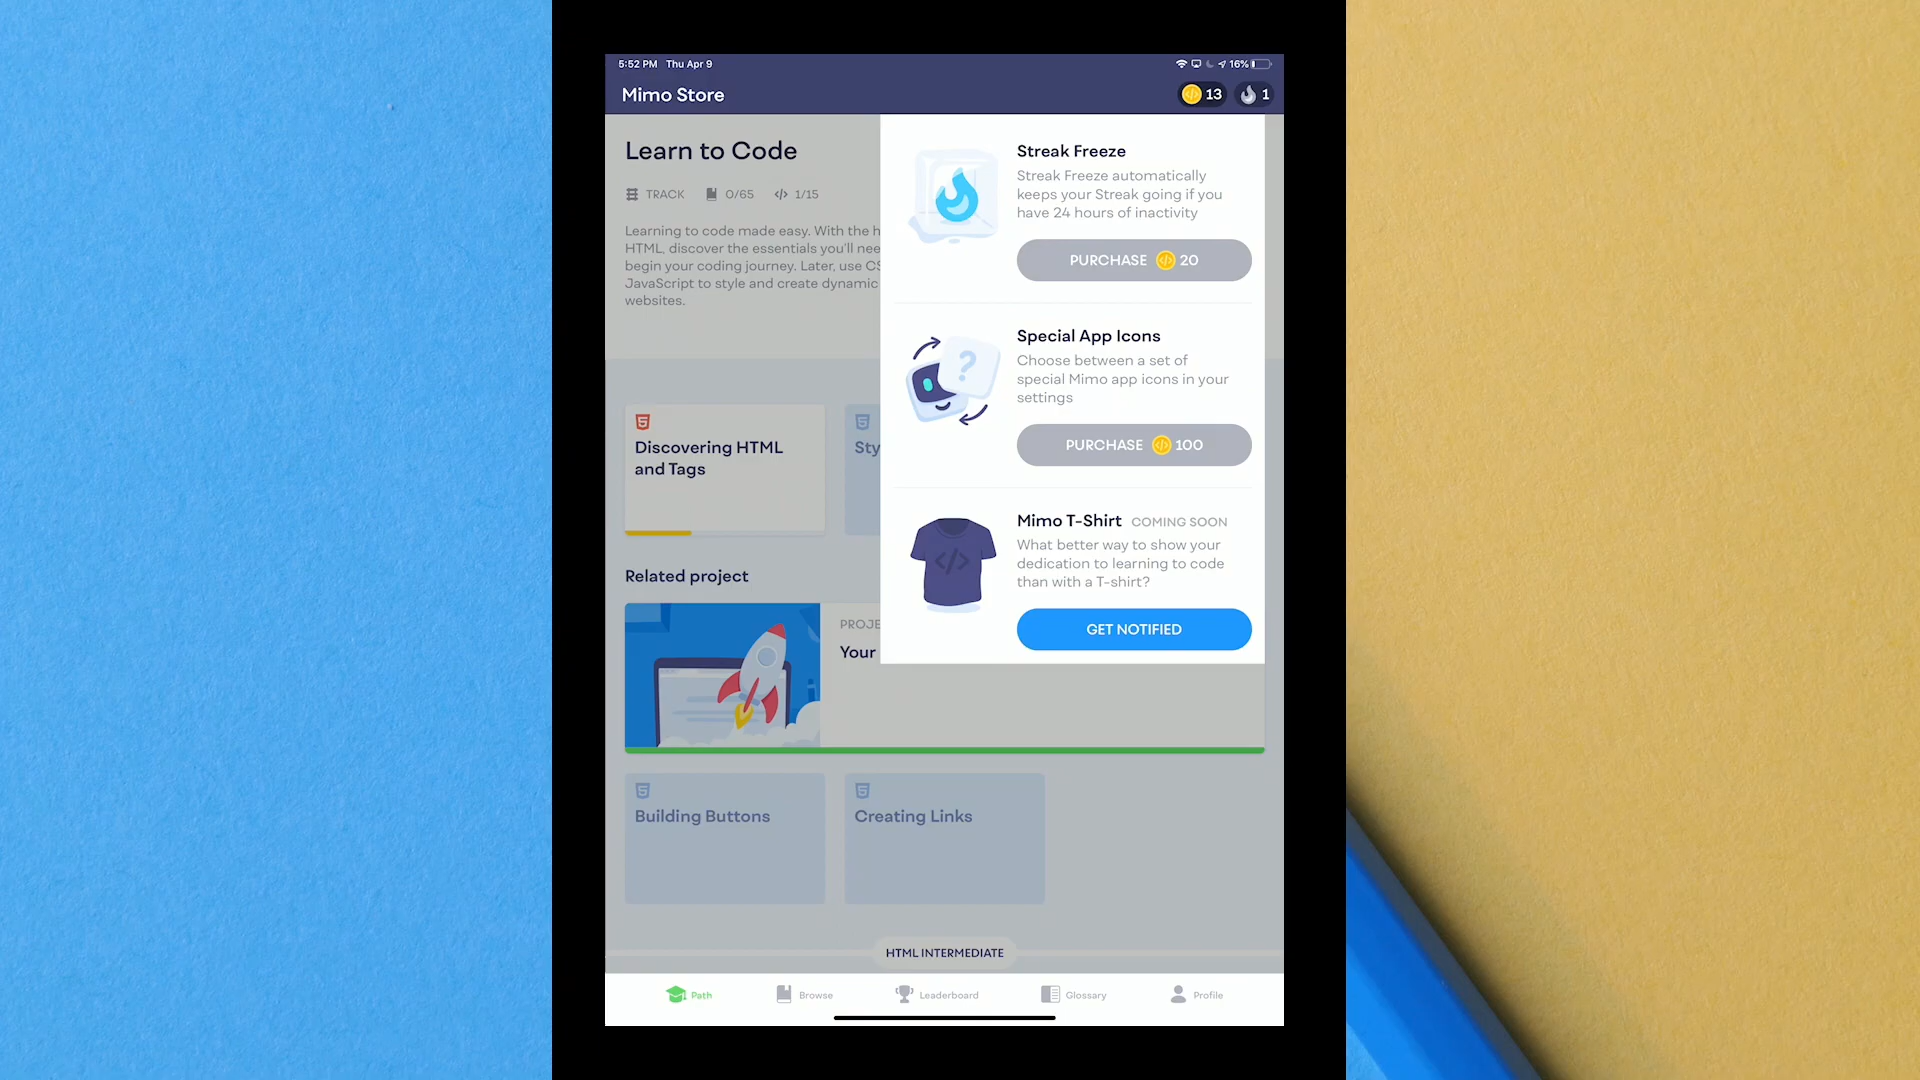 5:52 PM Thu Apr 9
16%
Mimo Store
13
1
Learn to Code
TRACK 0/65 </> 1/15
Learning to code made easy. With the h
HTML, discover the essentials you'll nee
begin your coding journey. Later, use CS
JavaScript to style and create dynamic
websites.
Discovering HTML
and Tags
Sty
Related project
PROJE
Your
Building Buttons
Creating Links
HTML INTERMEDIATE
Streak Freeze
Streak Freeze automatically
keeps your Streak going if you
have 24 hours of inactivity
PURCHASE 20
Special App Icons
Choose between a set of
special Mimo app icons in your
settings
PURCHASE 100
Mimo T-Shirt COMING SOON
What better way to show your
dedication to learning to code
than with a T-shirt?
GET NOTIFIED
Path
Browse
Leaderboard
Glossary
Profile